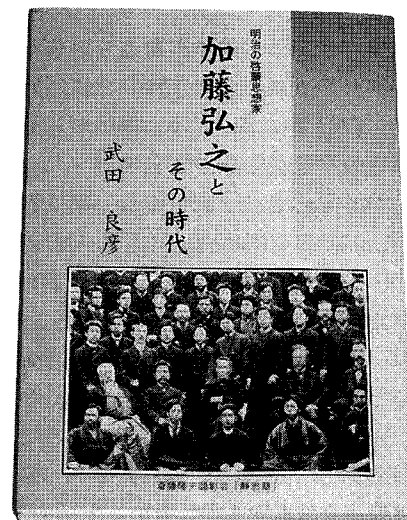 明治の啓蒙思想家
加藤弘之と
その時代
武田 良彦